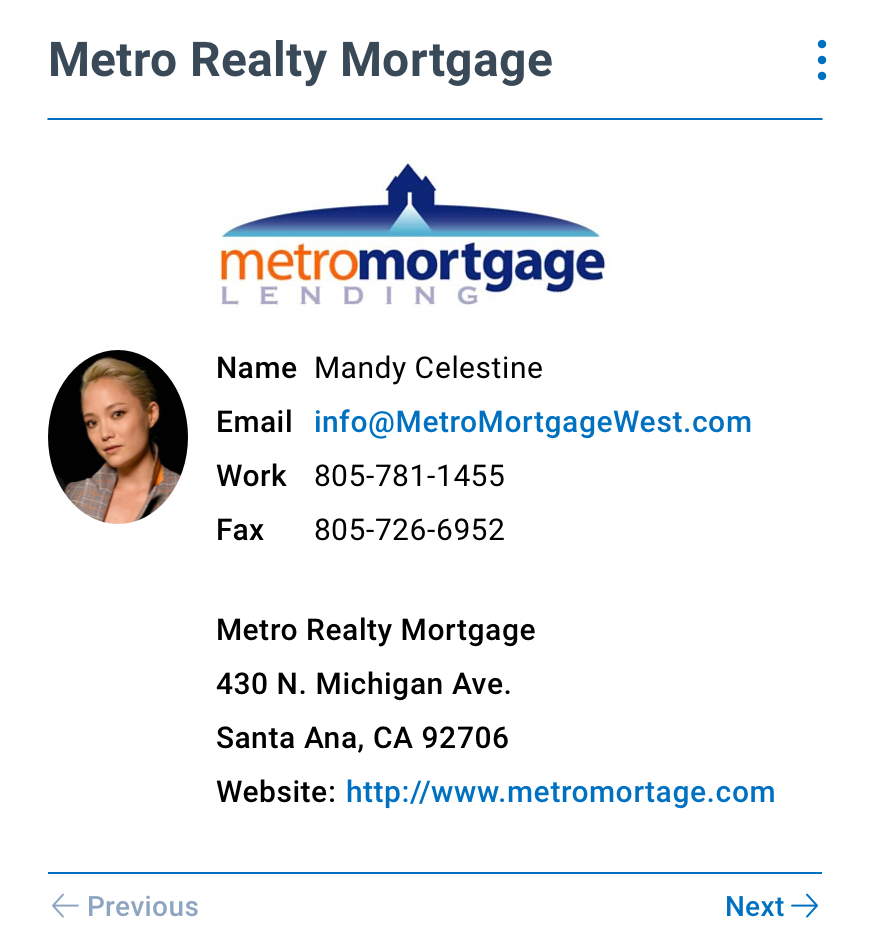 Metro Realty Mortgage
metromortgage
LENDING
Name Mandy Celestine
Email info@MetroMortgageWest.com
Work 805-781-1455
Fax 805-726-6952
Metro Realty Mortgage
430 N. Michigan Ave.
Santa Ana, CA 92706
Website: http://www.metromortage.com
Previous
Next